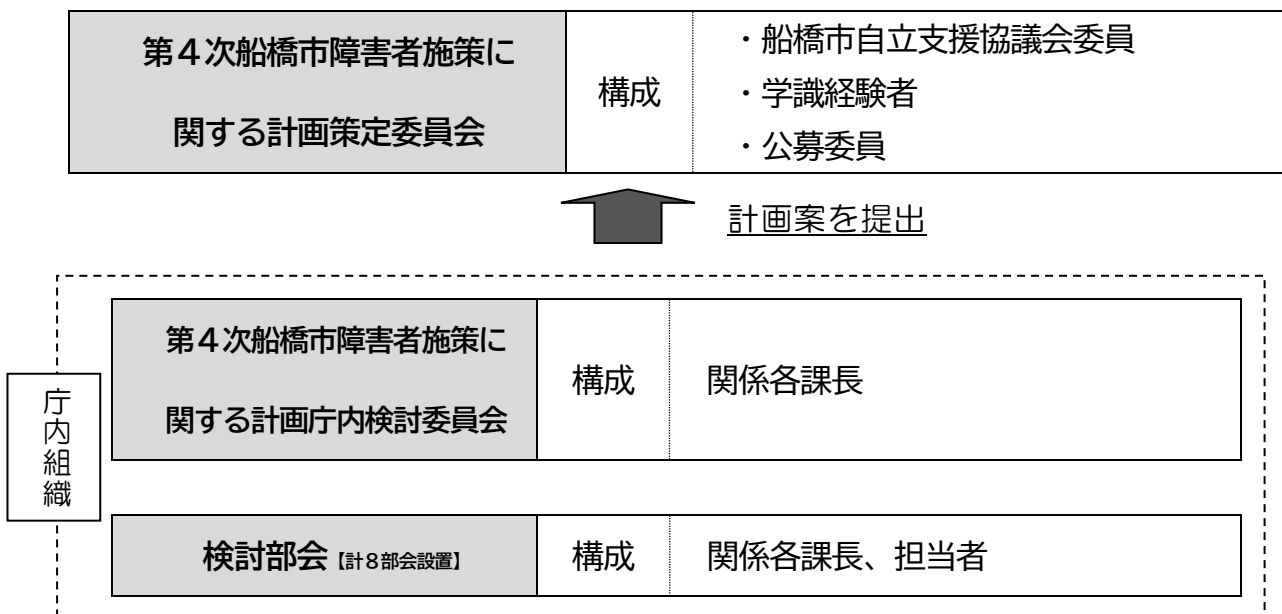 第４次船橋市障害者施策に
関する計画策定委員会
構成
・船橋市自立支援協議会委員
・学識経験者
・公募委員
計画案を提出
庁内組織
第４次船橋市障害者施策に
関する計画庁内検討委員会
構成
関係各課長
検討部会【計８部会設置】
構成
関係各課長、担当者